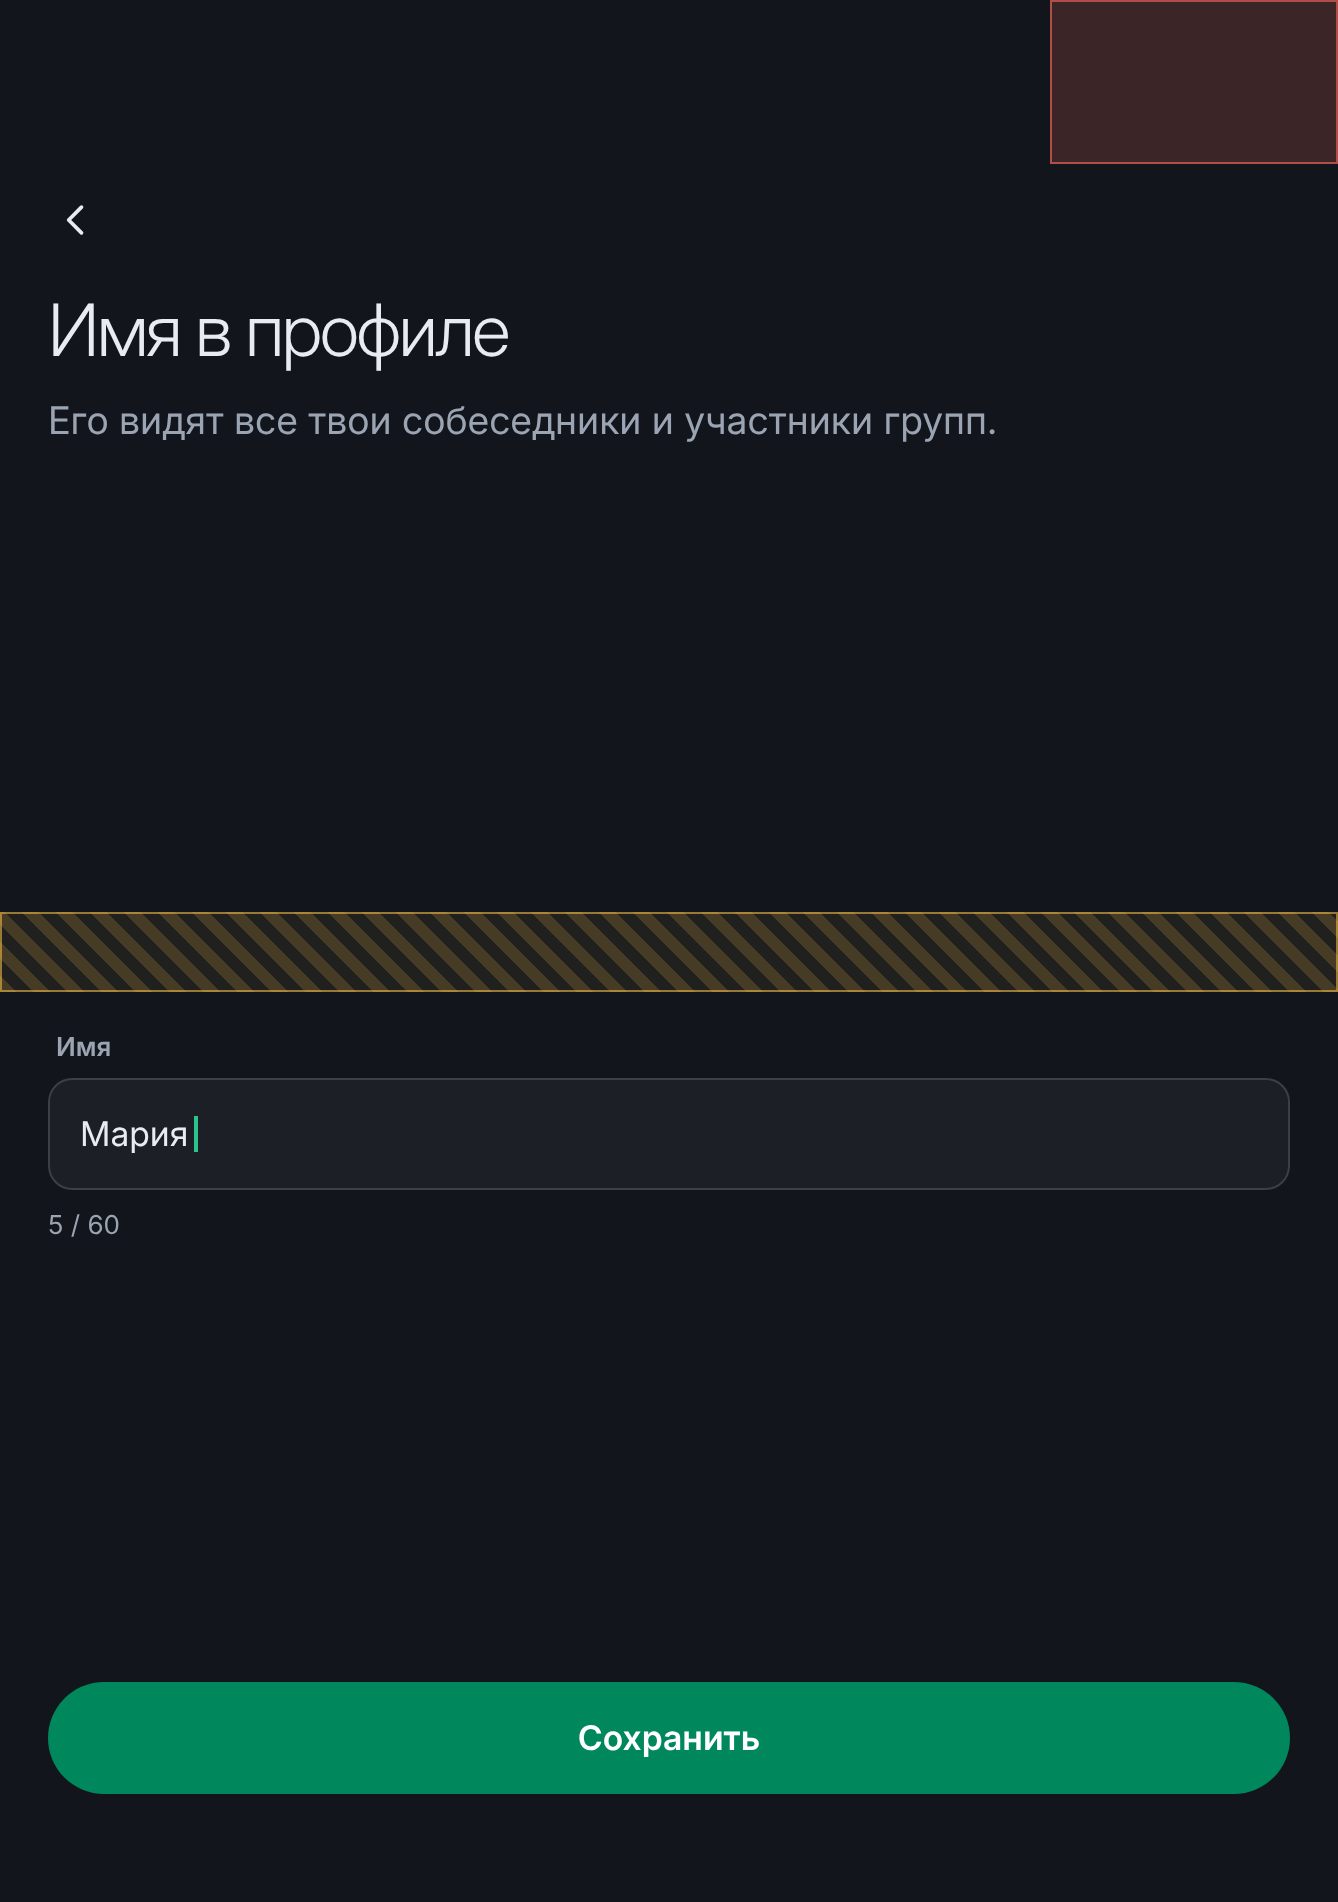 Имя в профиле
Его видят все твои собеседники и участники групп.
Имя
Мария
5 / 60
Сохранить